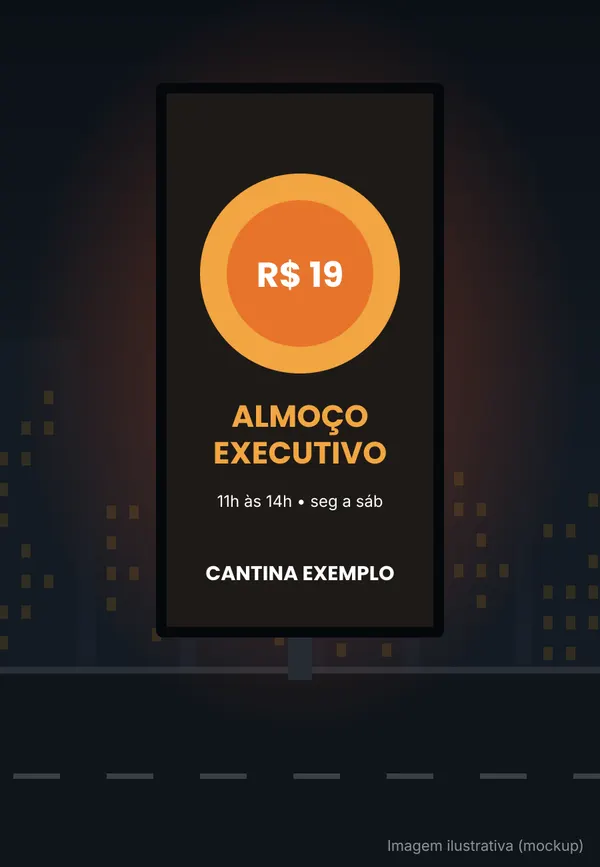 R$ 19
ALMOÇO
EXECUTIVO
11h às 14h • seg a sáb
CANTINA EXEMPLO
Imagem ilustrativa (mockup)